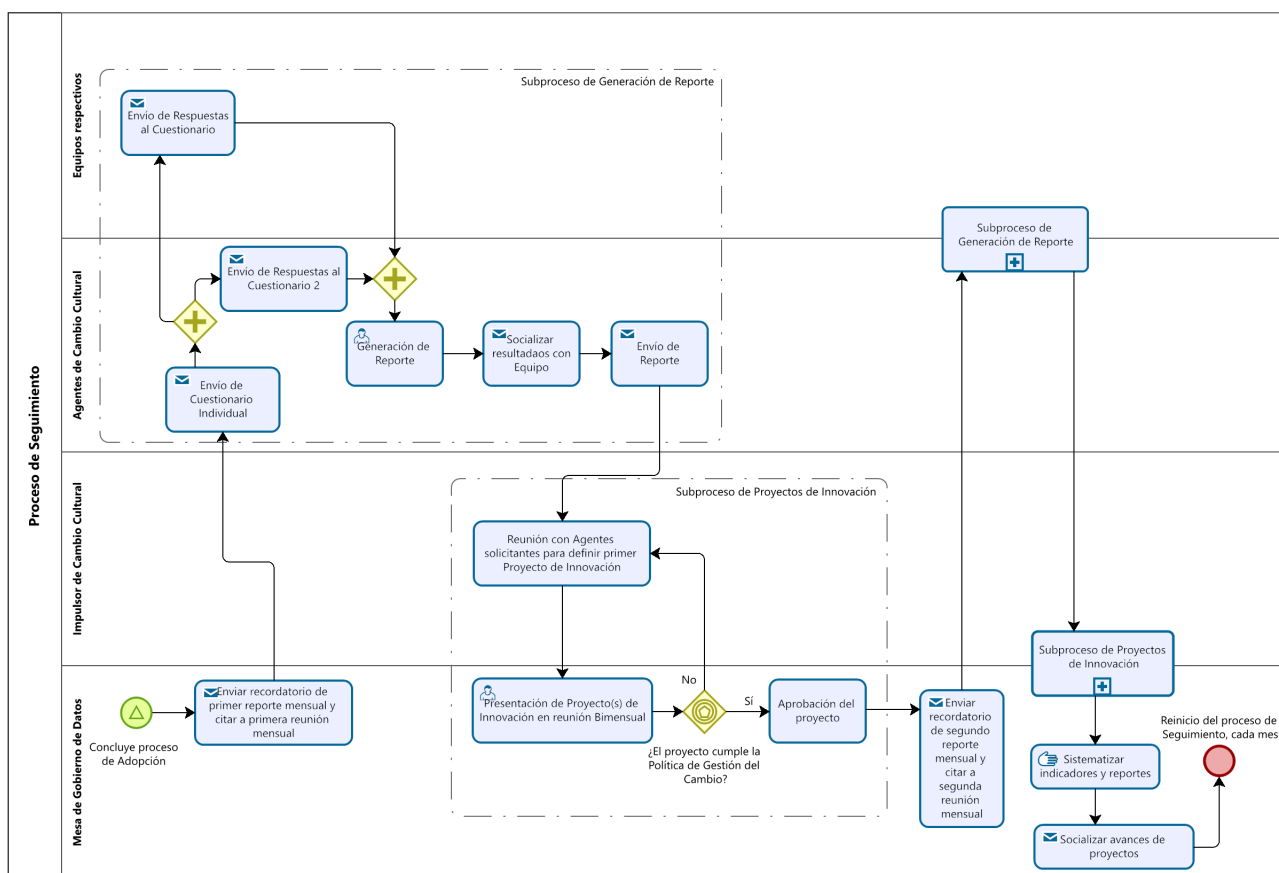 Proceso de Seguimiento
Equipos respectivos
Subproceso de Generación de Reporte
Envío de Respuestas
al Cuestionario
Subproceso de
Generación de Reporte
Agentes de Cambio Cultural
Envío de Respuestas al
Cuestionario 2
Generación de
Reporte
Socializar
resultadaos con
Equipo
Envío de
Reporte
Envío de
Cuestionario
Individual
Impulsor de Cambio Cultural
Subproceso de Proyectos de Innovación
Reunión con Agentes
solicitantes para definir primer
Proyecto de Innovación
Subproceso de Proyectos
de Innovación
Mesa de Gobierno de Datos
Concluye proceso
de Adopción
Enviar recordatorio de
primer reporte mensual y
citar a primera reunión
mensual
Presentación de Proyecto(s) de
Innovación en reunión Bimensual
No
Sí
¿El proyecto cumple la
Política de Gestión del
Cambio?
Aprobación del
proyecto
Enviar
recordatorio
de segundo
reporte
mensual y
citar a
segunda
reunión
mensual
Sistematizar
indicadores y reportes
Socializar avances de
proyectos
Reinicio del proceso de
Seguimiento, cada mes